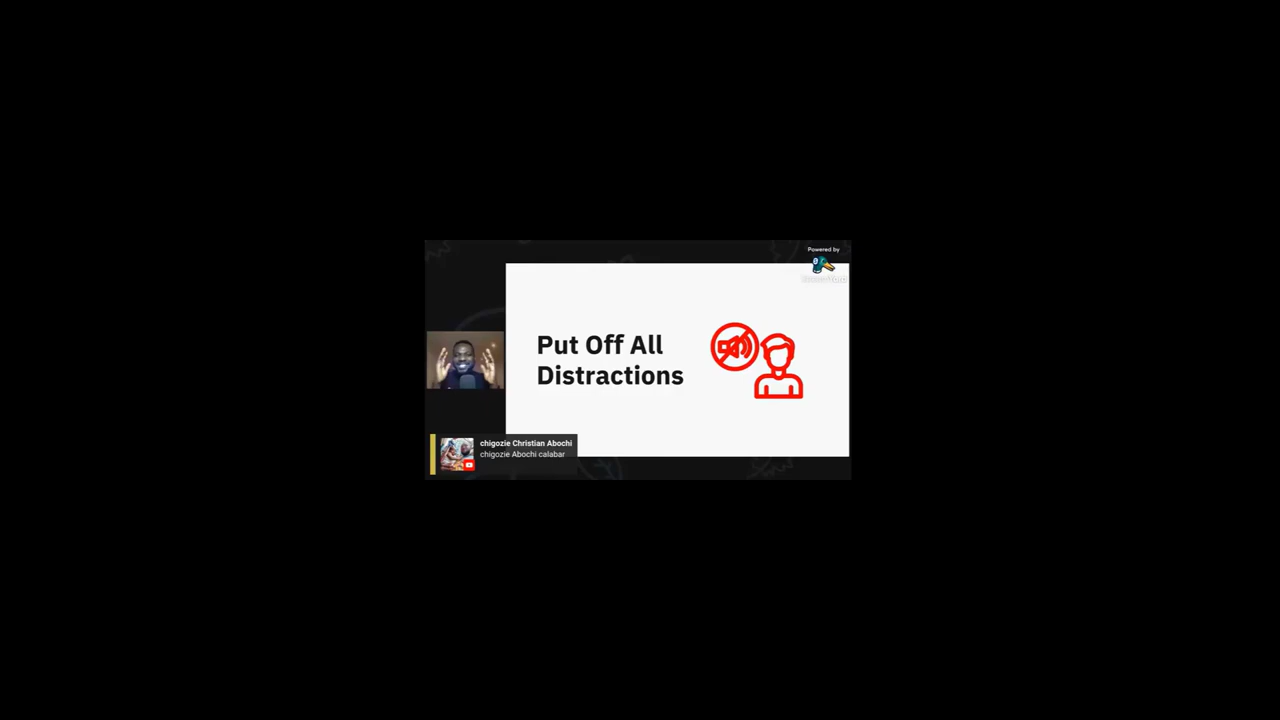 Powered by
Put Off All
Distractions
chigozie Christian Abochi
chigozie Abochi calabar